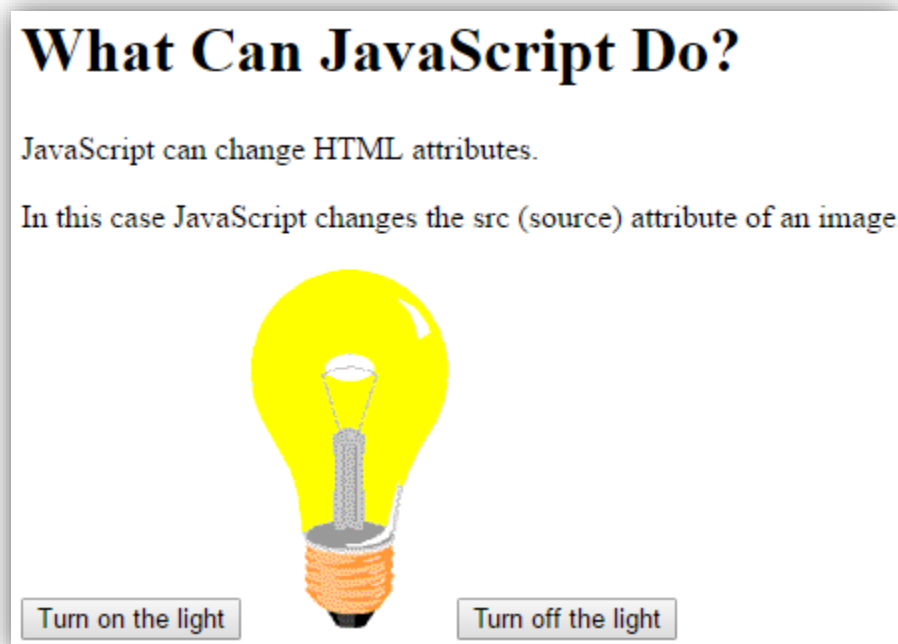 What Can JavaScript Do?
JavaScript can change HTML attributes.
In this case JavaScript changes the src (source) attribute of an image
Turn on the light
Turn off the light